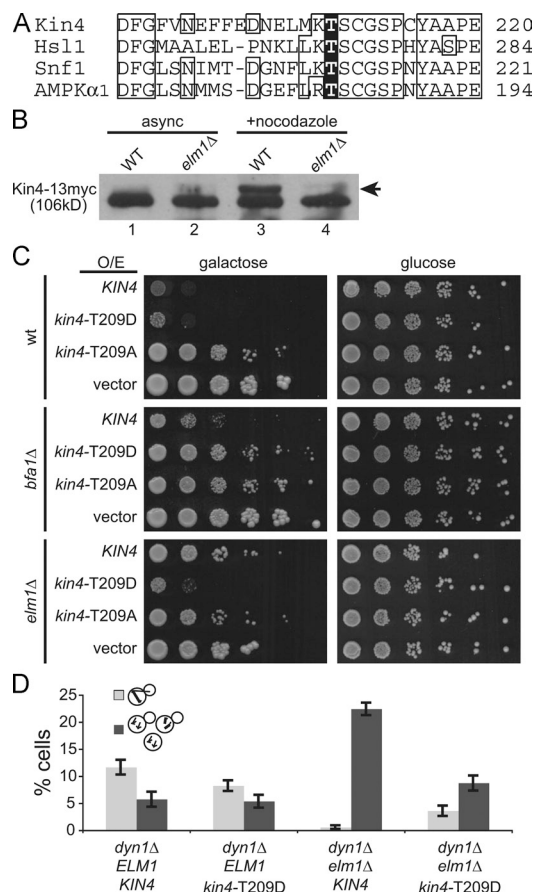 A
Kin4 DFGFVNEFFEDNELMKTSCGSPCYAAPE 220
Hsl1 DFGMAALEL-PNKLLKTSCGSPHYASPE 284
Snf1 DFGLSNIMT-DGNFLKTSCGSPNYAAPE 221
AMPKα1 DFGLSNMMS-DGEFLRTSCGSPNYAAPE 194
B
async +nocodazole
WT elm1Δ WT elm1Δ
Kin4-13myc
(106kD)
1 2 3 4
C
O/E galactose glucose
wt
KIN4
kin4-T209D
kin4-T209A
vector
bfa1Δ
KIN4
kin4-T209D
kin4-T209A
vector
elm1Δ
KIN4
kin4-T209D
kin4-T209A
vector
D
% cells
25
20
15
10
5
0
dyn1Δ dyn1Δ dyn1Δ dyn1Δ
ELM1 ELM1 elm1Δ elm1Δ
KIN4 kin4-T209D KIN4 kin4-T209D